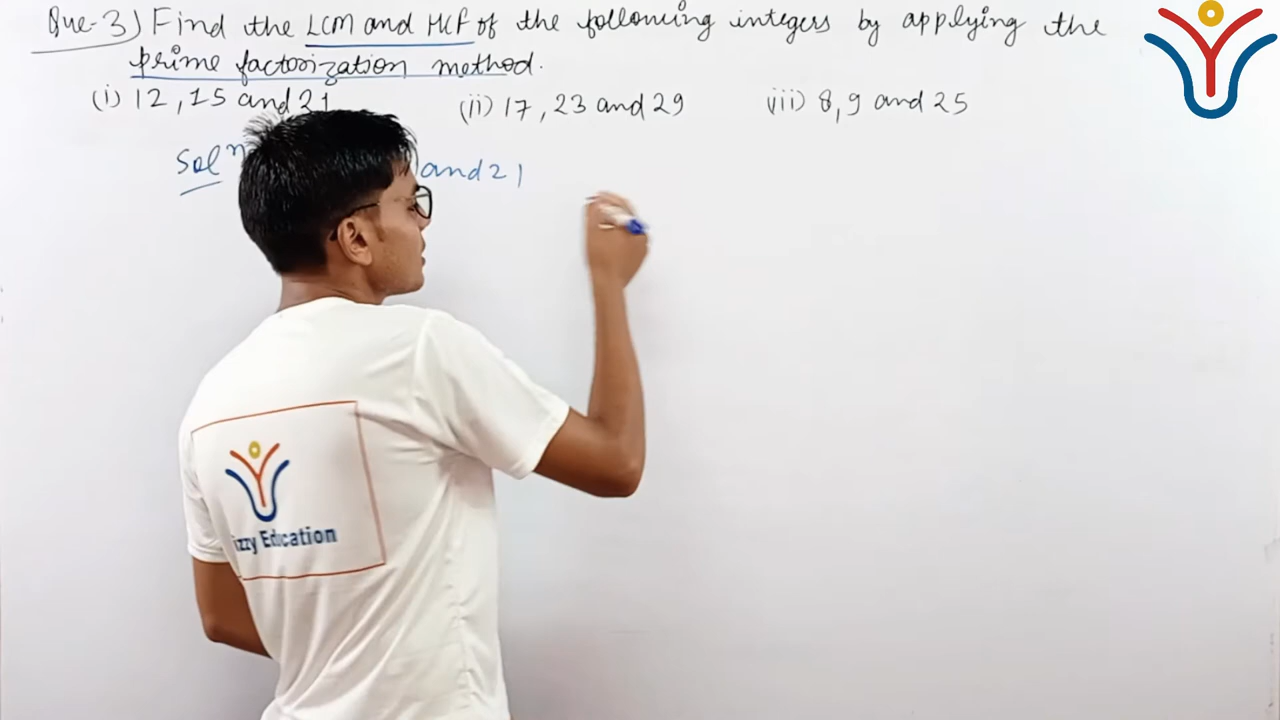 Que-3) Find the LCM and HCF of the following integers by applying the
prime factorization method.
(i) 12, 15 and 21 (ii) 17, 23 and 29 (iii) 8, 9 and 25
Solⁿ and 21
Education